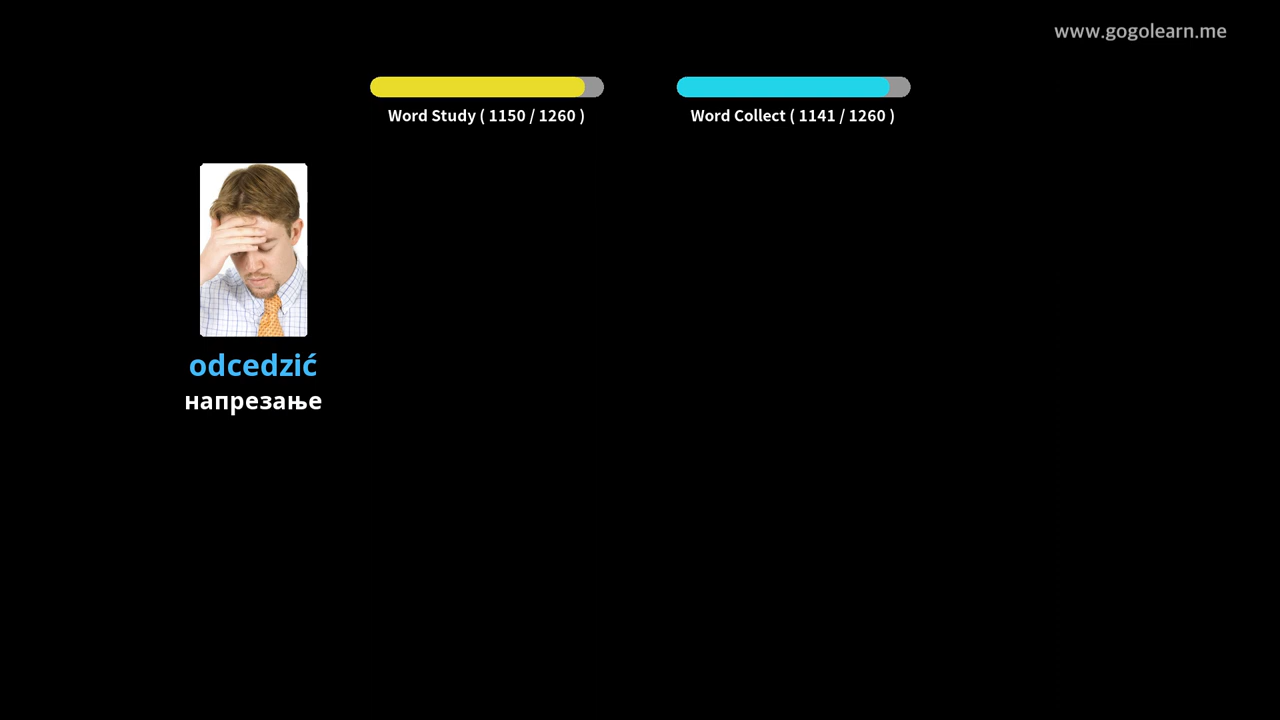 www.gogolearn.me
Word Study ( 1150 / 1260 )
Word Collect ( 1141 / 1260 )
odcedzić
напрезање